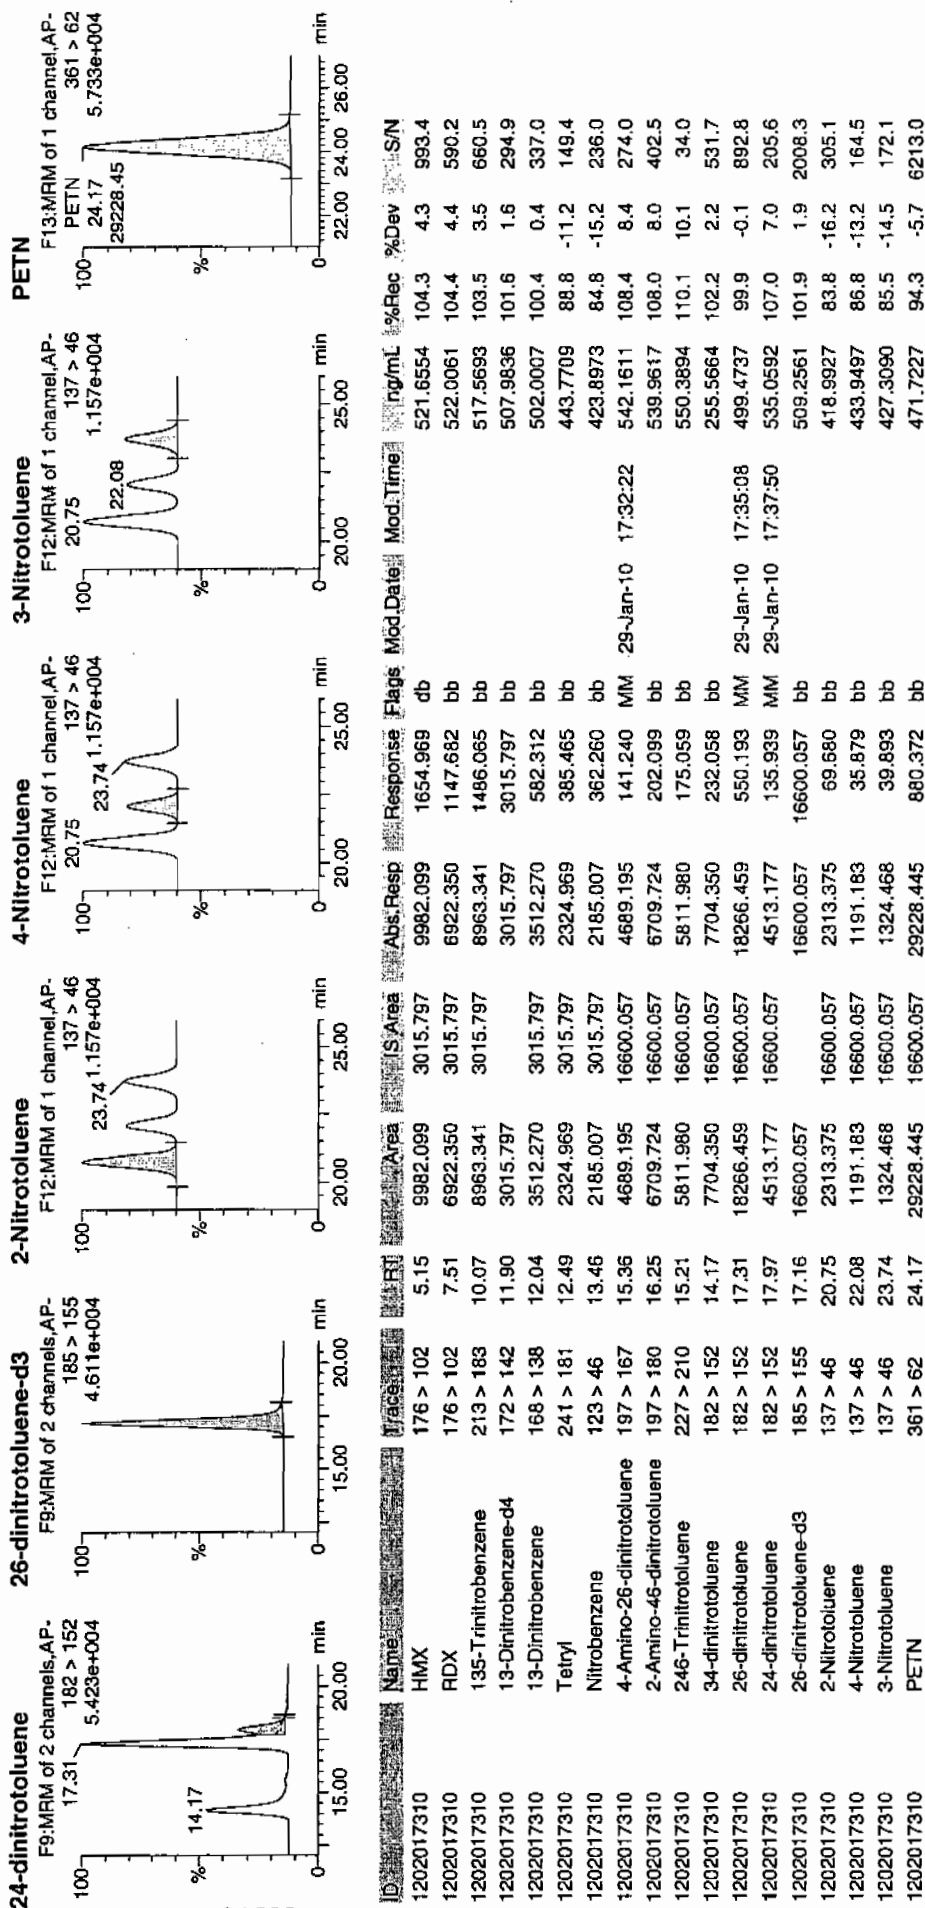 24-dinitrotoluene
F9:MRM of 2 channels,AP-
182 > 152
5.423e+004
17.31
14.17
100
%
0
15.00 20.00 min
26-dinitrotoluene-d3
F9:MRM of 2 channels,AP-
185 > 155
4.611e+004
100
%
0
15.00 20.00 min
2-Nitrotoluene
F12:MRM of 1 channel,AP-
137 > 46
23.74 1.157e+004
100
%
0
20.00 25.00 min
4-Nitrotoluene
F12:MRM of 1 channel,AP-
20.75 137 > 46
23.74 1.157e+004
100
%
0
20.00 25.00 min
3-Nitrotoluene
F12:MRM of 1 channel,AP-
20.75 137 > 46
1.157e+004
22.08
100
%
0
20.00 25.00 min
PETN
F13:MRM of 1 channel,AP-
PETN 361 > 62
24.17 5.733e+004
29228.45
100
%
0
22.00 24.00 26.00 min
ID Name Trace RT Area IS Area Abs.Resp Response Flags Mod.Date Mod.Time ng/mL %Rec %Dev S/N
1202017310 HMX 176 > 102 5.15 9982.099 3015.797 9982.099 1654.969 db 521.6554 104.3 4.3 993.4
1202017310 RDX 176 > 102 7.51 6922.350 3015.797 6922.350 1147.682 bb 522.0061 104.4 4.4 590.2
1202017310 135-Trinitrobenzene 213 > 183 10.07 8963.341 3015.797 8963.341 1486.065 bb 517.5693 103.5 3.5 660.5
1202017310 13-Dinitrobenzene-d4 172 > 142 11.90 3015.797 3015.797 3015.797 bb 507.9836 101.6 1.6 294.9
1202017310 13-Dinitrobenzene 168 > 138 12.04 3512.270 3015.797 3512.270 582.312 bb 502.0007 100.4 0.4 337.0
1202017310 Tetryl 241 > 181 12.49 2324.969 3015.797 2324.969 385.465 bb 443.7709 88.8 -11.2 149.4
1202017310 Nitrobenzene 123 > 46 13.46 2185.007 3015.797 2185.007 362.260 bb 423.8973 84.8 -15.2 236.0
1202017310 4-Amino-26-dinitrotoluene 197 > 167 15.36 4689.195 16600.057 4689.195 141.240 MM 29-Jan-10 17:32:22 542.1611 108.4 8.4 274.0
1202017310 2-Amino-46-dinitrotoluene 197 > 180 16.25 6709.724 16600.057 6709.724 202.099 bb 539.9617 108.0 8.0 402.5
1202017310 246-Trinitrotoluene 227 > 210 15.21 5811.980 16600.057 5811.980 175.059 bb 550.3894 110.1 10.1 34.0
1202017310 34-dinitrotoluene 182 > 152 14.17 7704.350 16600.057 7704.350 232.058 bb 255.5664 102.2 2.2 531.7
1202017310 26-dinitrotoluene 182 > 152 17.31 18266.459 16600.057 18266.459 550.193 MM 29-Jan-10 17:35:08 499.4737 99.9 -0.1 892.8
1202017310 24-dinitrotoluene 182 > 152 17.97 4513.177 16600.057 4513.177 135.939 MM 29-Jan-10 17:37:50 535.0592 107.0 7.0 205.6
1202017310 26-dinitrotoluene-d3 185 > 155 17.16 16600.057 16600.057 16600.057 bb 509.2561 101.9 1.9 2008.3
1202017310 2-Nitrotoluene 137 > 46 20.75 2313.375 16600.057 2313.375 69.680 bb 418.9927 83.8 -16.2 305.1
1202017310 4-Nitrotoluene 137 > 46 22.08 1191.183 16600.057 1191.183 35.879 bb 433.9497 86.8 -13.2 164.5
1202017310 3-Nitrotoluene 137 > 46 23.74 1324.468 16600.057 1324.468 39.893 bb 427.3090 85.5 -14.5 172.1
1202017310 PETN 361 > 62 24.17 29228.445 16600.057 29228.445 880.372 bb 471.7227 94.3 -5.7 6213.0